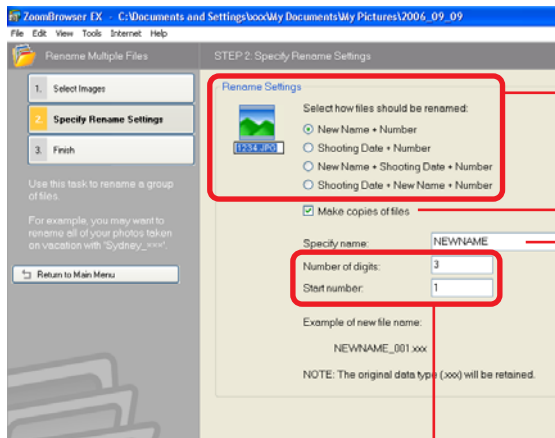 ZoomBrowser EX - C:\Documents and Settings\xxx\My Documents\My Pictures\2006_09_09
File Edit View Tools Internet Help
Rename Multiple Files
STEP 2: Specify Rename Settings
1. Select Images
2. Specify Rename Settings
3. Finish
Use this task to rename a group
of files.
For example, you may want to
rename all of your photos taken
on vacation with 'Sydney_×××'.
Return to Main Menu
Rename Settings
1234.JPG
Select how files should be renamed:
New Name + Number
Shooting Date + Number
New Name + Shooting Date + Number
Shooting Date + New Name + Number
Make copies of files
Specify name: NEWNAME
Number of digits: 3
Start number: 1
Example of new file name:
NEWNAME_001.xxx
NOTE: The original data type (.xxx) will be retained.